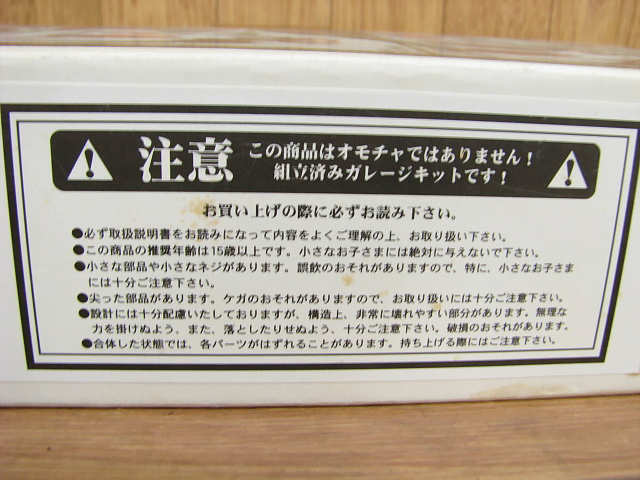 注意
この商品はオモチャではありません！
組立済みガレージキットです！
お買い上げの際に必ずお読み下さい。
●必ず取扱説明書をお読みになって内容をよくご理解の上、お取り扱い下さい。
●この商品の推奨年齢は15歳以上です。小さなお子さまには絶対に与えないで下さい。
●小さな部品や小さなネジがあります。誤飲のおそれがありますので、特に、小さなお子さま
には十分ご注意下さい。
●尖った部品があります。ケガのおそれがありますので、お取り扱いには十分ご注意下さい。
●設計には十分配慮いたしておりますが、構造上、非常に壊れやすい部分があります。無理な
力を掛けぬよう、また、落としたりせぬよう、十分ご注意下さい。破損のおそれがあります。
●合体した状態では、各パーツがはずれることがあります。持ち上げる際にはご注意下さい。